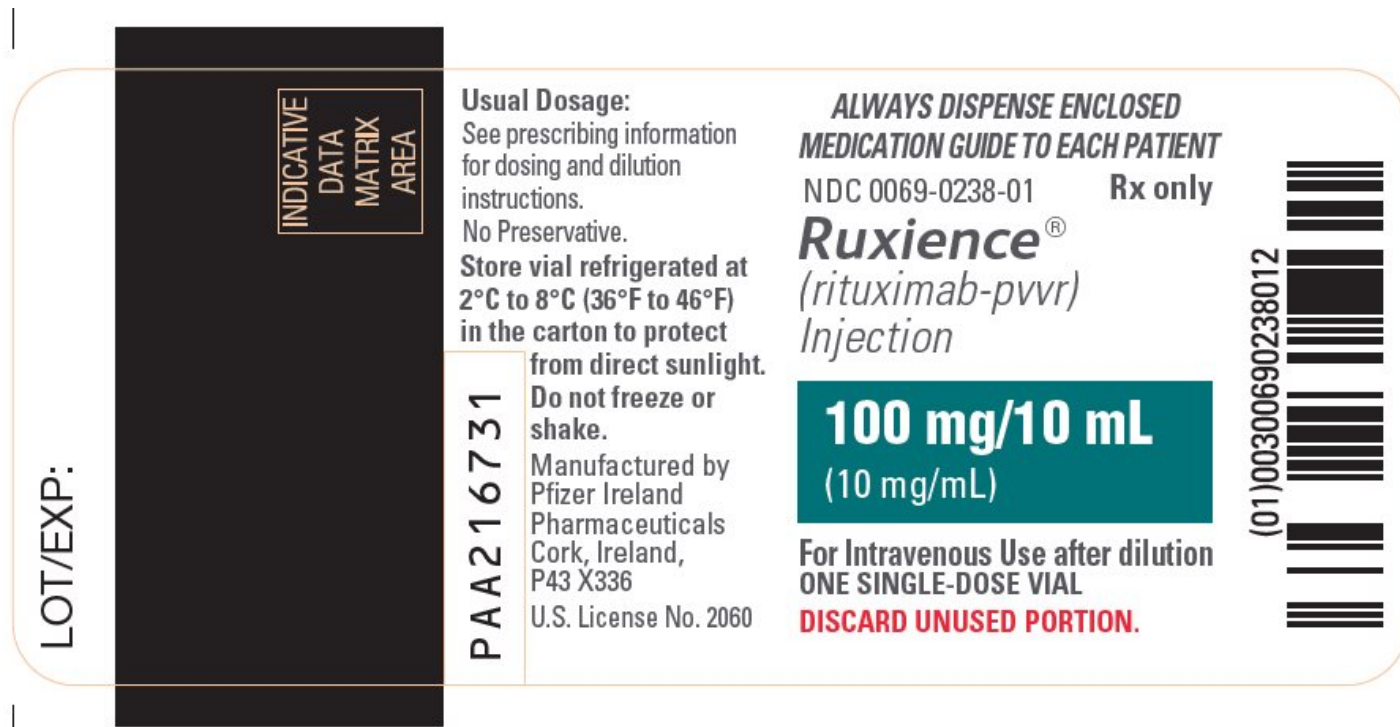 LOT/EXP:
INDICATIVE
DATA
MATRIX
AREA
Usual Dosage:
See prescribing information
for dosing and dilution
instructions.
No Preservative.
Store vial refrigerated at
2°C to 8°C (36°F to 46°F)
in the carton to protect
from direct sunlight.
Do not freeze or
shake.
Manufactured by
Pfizer Ireland
Pharmaceuticals
Cork, Ireland,
P43 X336
U.S. License No. 2060
PAA216731
ALWAYS DISPENSE ENCLOSED
MEDICATION GUIDE TO EACH PATIENT
NDC 0069-0238-01 Rx only
Ruxience®
(rituximab-pvvr)
Injection
100 mg/10 mL
(10 mg/mL)
For Intravenous Use after dilution
ONE SINGLE-DOSE VIAL
DISCARD UNUSED PORTION.
(01)00300690238012